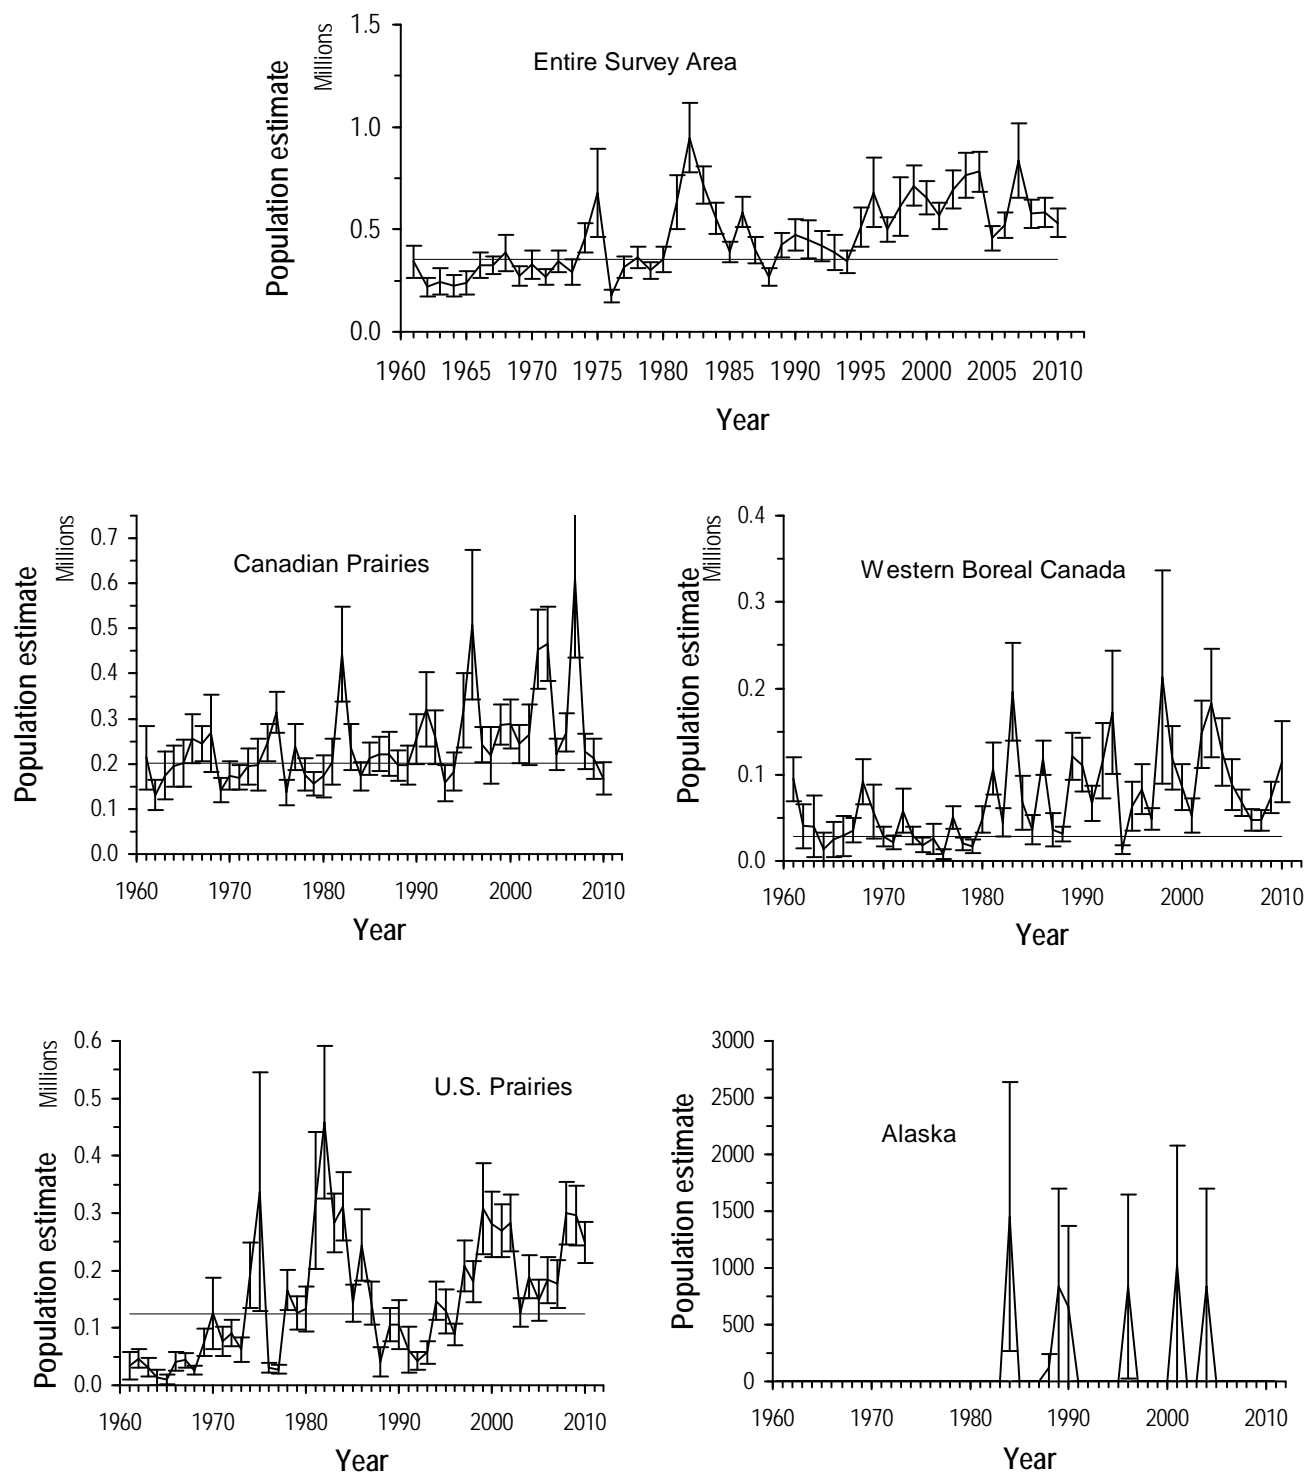 1.5
Millions
Entire Survey Area
Population estimate
1.0
0.5
0.0
1960 1965 1970 1975 1980 1985 1990 1995 2000 2005 2010
Year
Millions
0.7
Canadian Prairies
Population estimate
0.6
0.5
0.4
0.3
0.2
0.1
0.0
1960 1970 1980 1990 2000 2010
Year
0.4
Millions
Western Boreal Canada
Population estimate
0.3
0.2
0.1
0.0
1960 1970 1980 1990 2000 2010
Year
0.6
Millions
U.S. Prairies
Population estimate
0.5
0.4
0.3
0.2
0.1
0.0
1960 1970 1980 1990 2000 2010
Year
3000
2500
Alaska
Population estimate
2000
1500
1000
500
0
1960 1970 1980 1990 2000 2010
Year